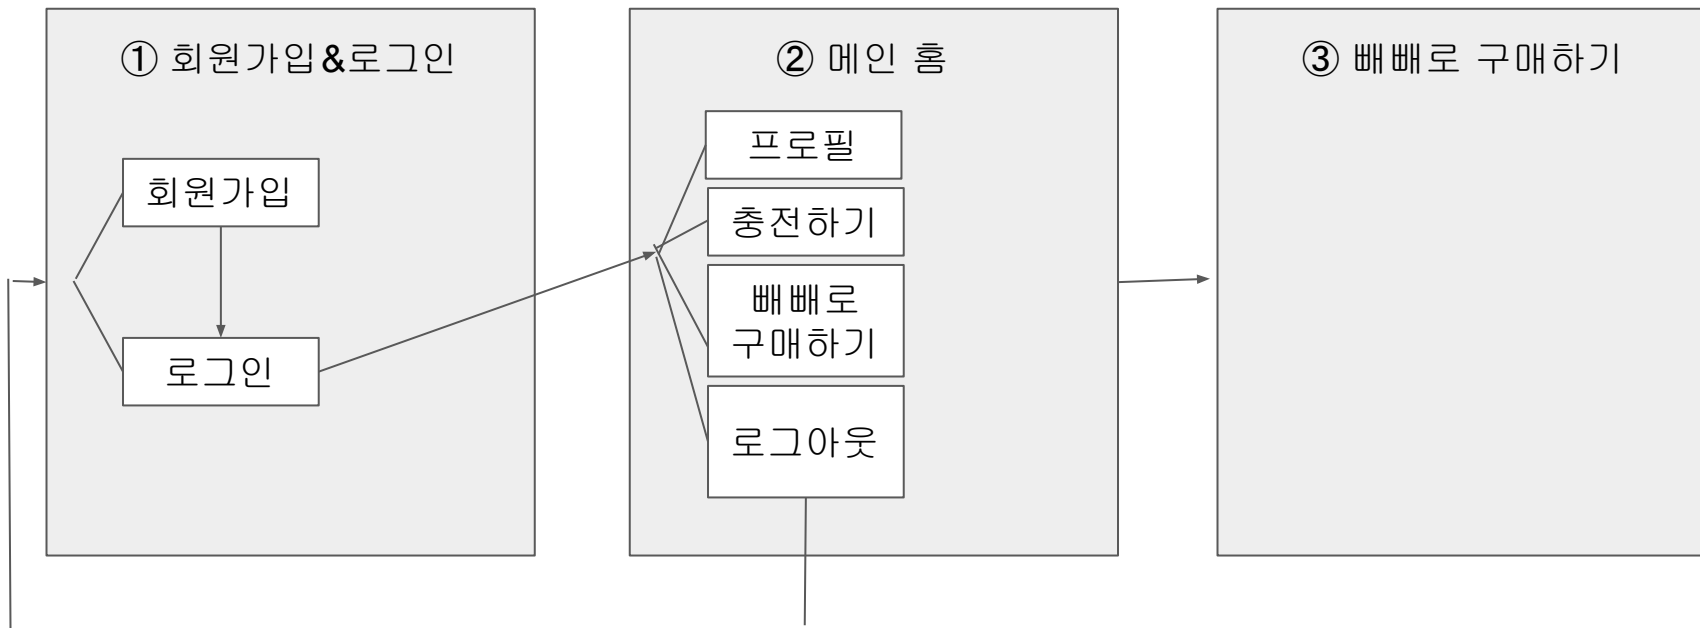 ① 회원가입&로그인
회원가입
로그인
② 메인 홈
프로필
충전하기
빼빼로
구매하기
로그아웃
③ 빼빼로 구매하기